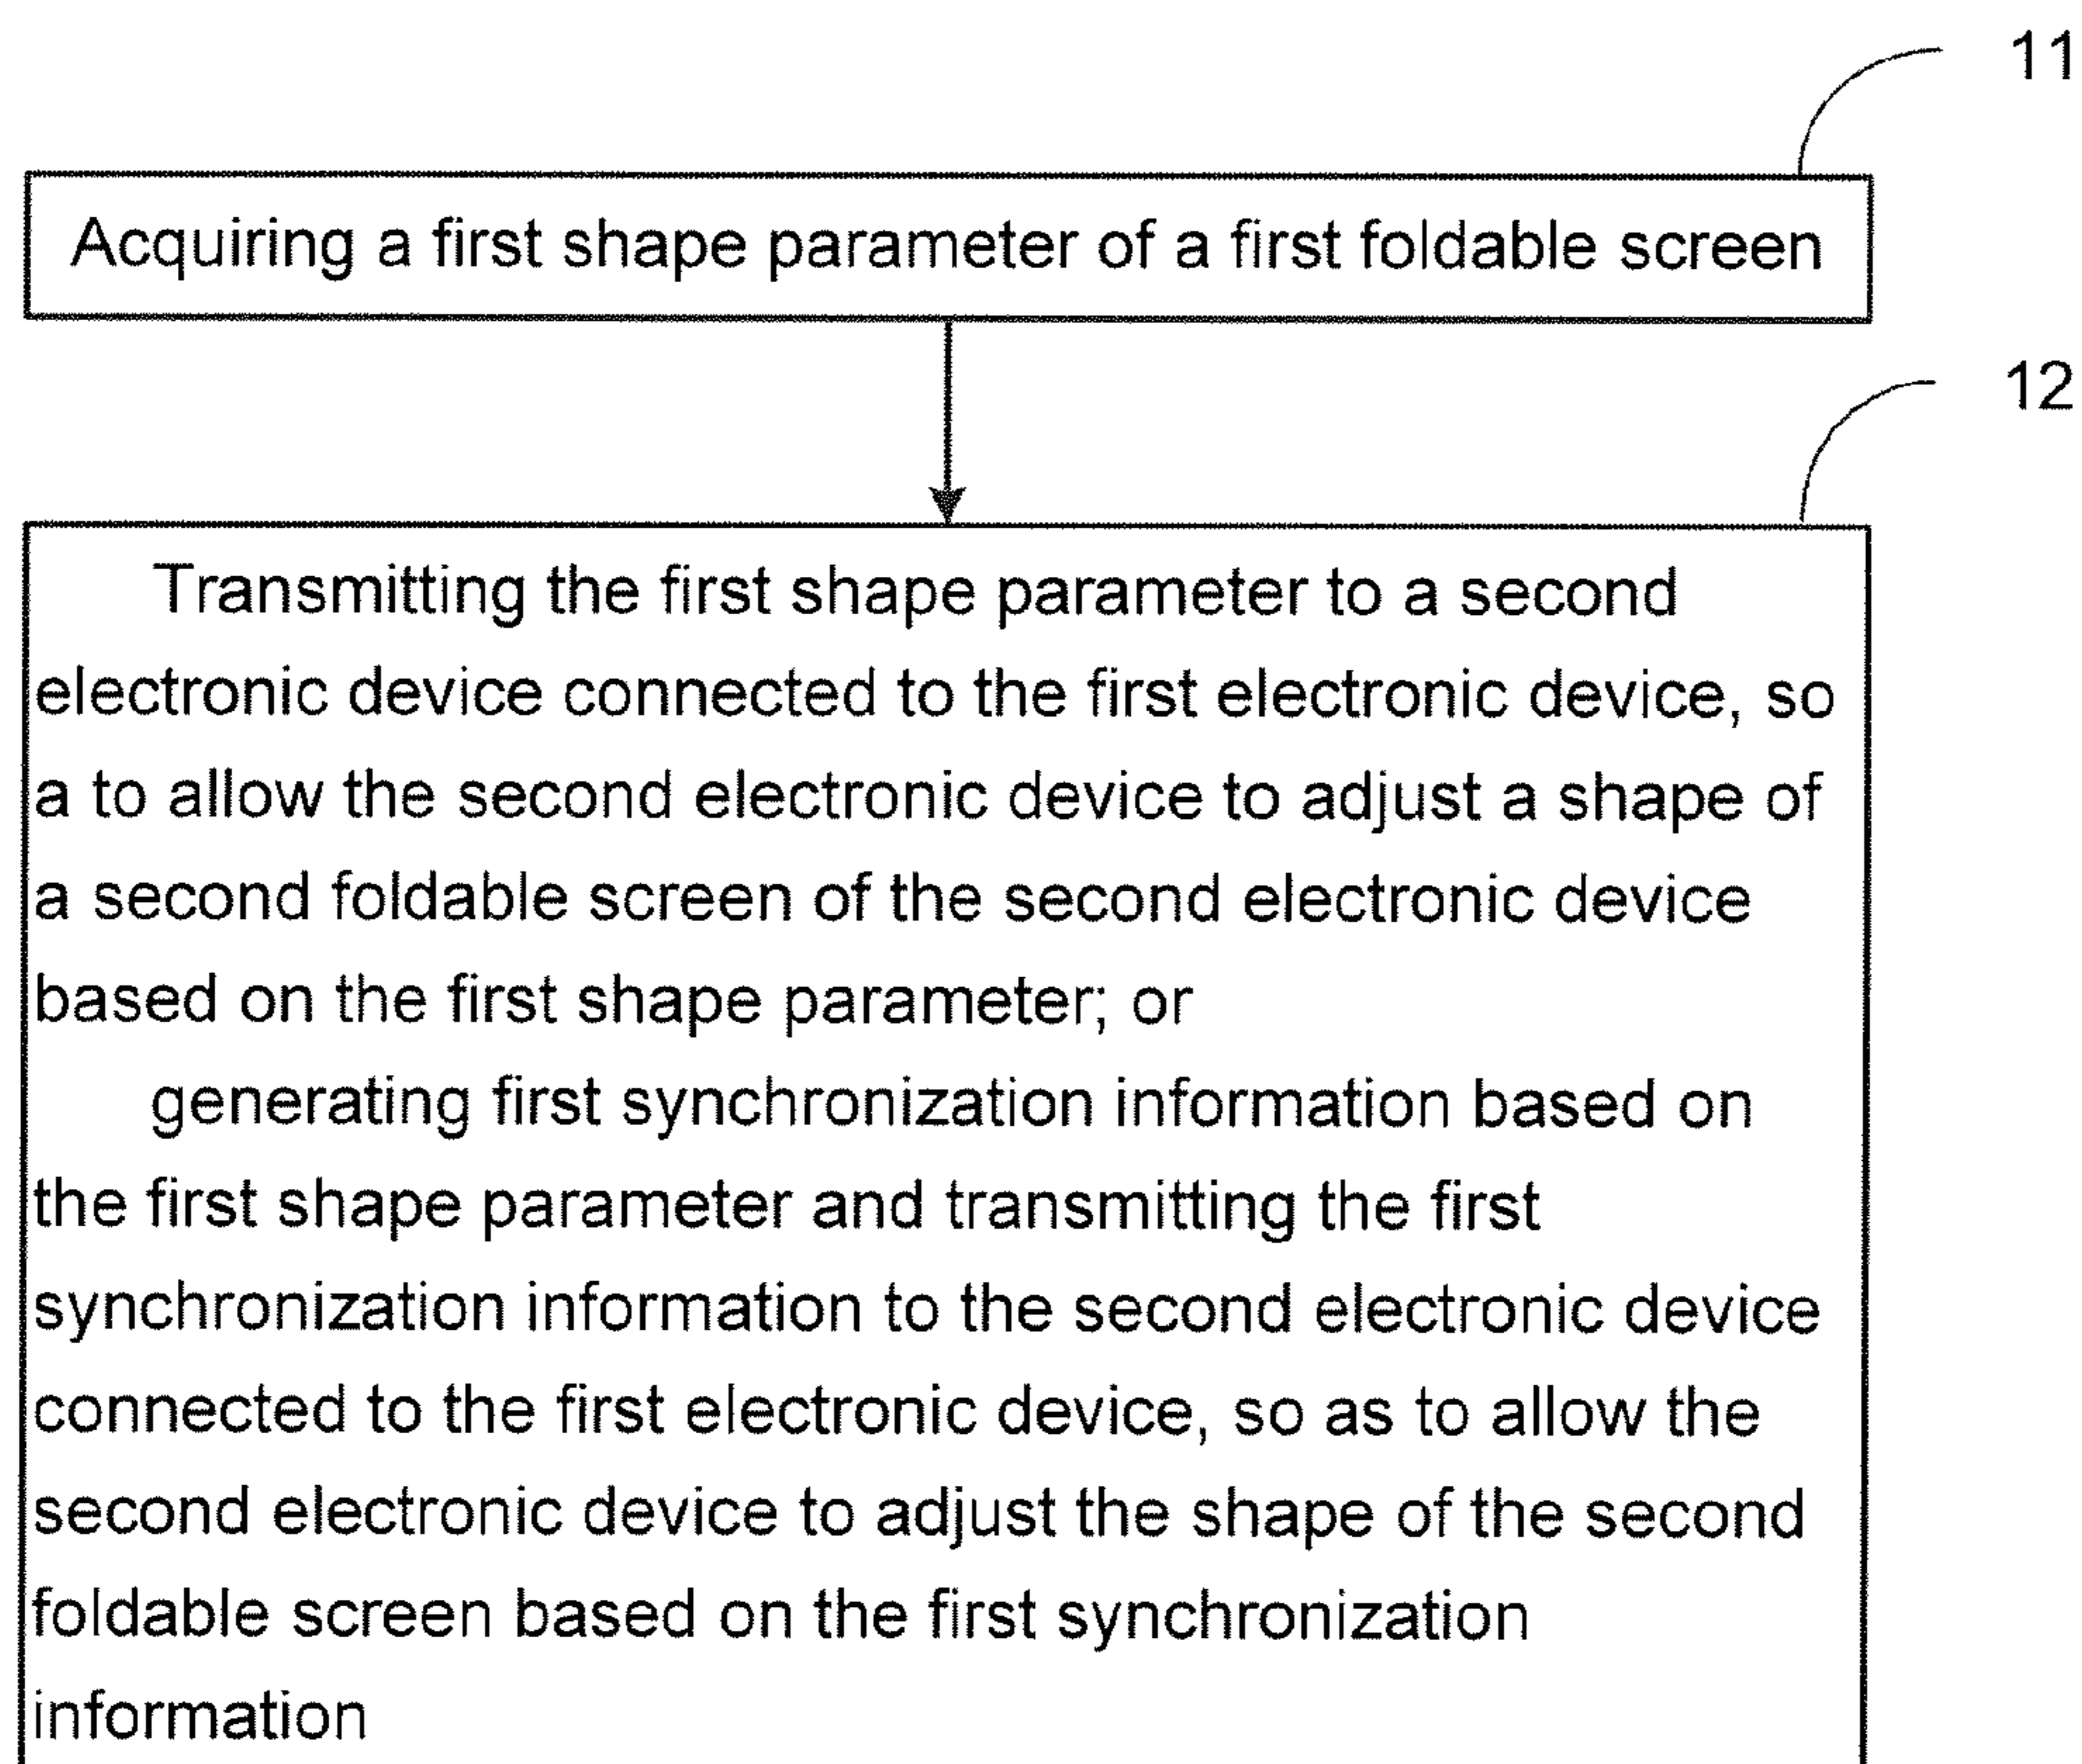 11
Acquiring a first shape parameter of a first foldable screen
12
Transmitting the first shape parameter to a second
electronic device connected to the first electronic device, so
a to allow the second electronic device to adjust a shape of
a second foldable screen of the second electronic device
based on the first shape parameter; or
generating first synchronization information based on
the first shape parameter and transmitting the first
synchronization information to the second electronic device
connected to the first electronic device, so as to allow the
second electronic device to adjust the shape of the second
foldable screen based on the first synchronization
information